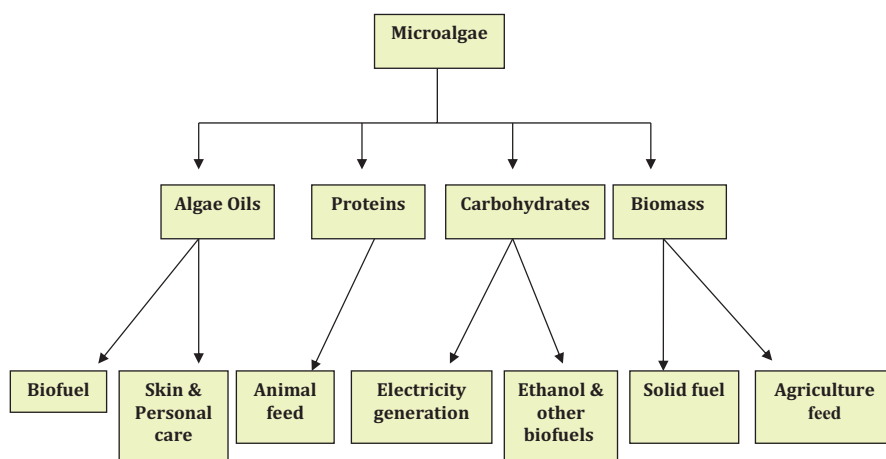 Microalgae
Algae Oils
Proteins
Carbohydrates
Biomass
Biofuel
Skin &
Personal
care
Animal
feed
Electricity
generation
Ethanol &
other
biofuels
Solid fuel
Agriculture
feed